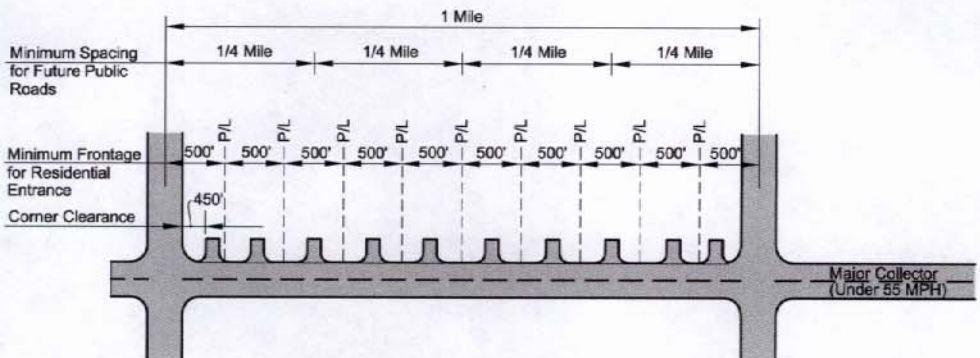 1 Mile
Minimum Spacing
for Future Public
Roads
1/4 Mile 1/4 Mile 1/4 Mile 1/4 Mile
P/L P/L P/L P/L P/L P/L P/L P/L P/L
Minimum Frontage
for Residential
Entrance
500' 500' 500' 500' 500' 500' 500' 500' 500' 500'
450'
Corner Clearance
Major Collector
(Under 55 MPH)